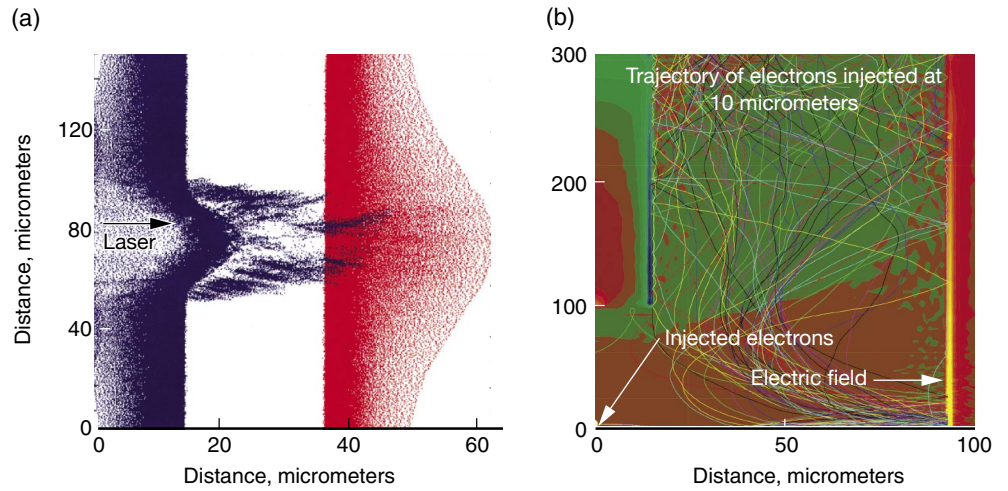 (a)
Distance, micrometers
120
80
40
0
Laser
0
20
40
60
Distance, micrometers
(b)
300
200
100
0
Trajectory of electrons injected at
10 micrometers
Injected electrons
Electric field
0
50
100
Distance, micrometers